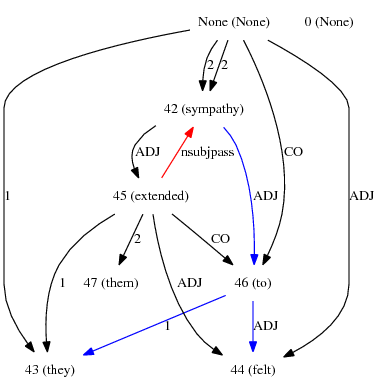 None (None) 0 (None)
2 2
42 (sympathy)
ADJ nsubjpass CO
1 45 (extended) ADJ ADJ
2 CO
1 47 (them) ADJ 46 (to)
1 ADJ
43 (they) 44 (felt)